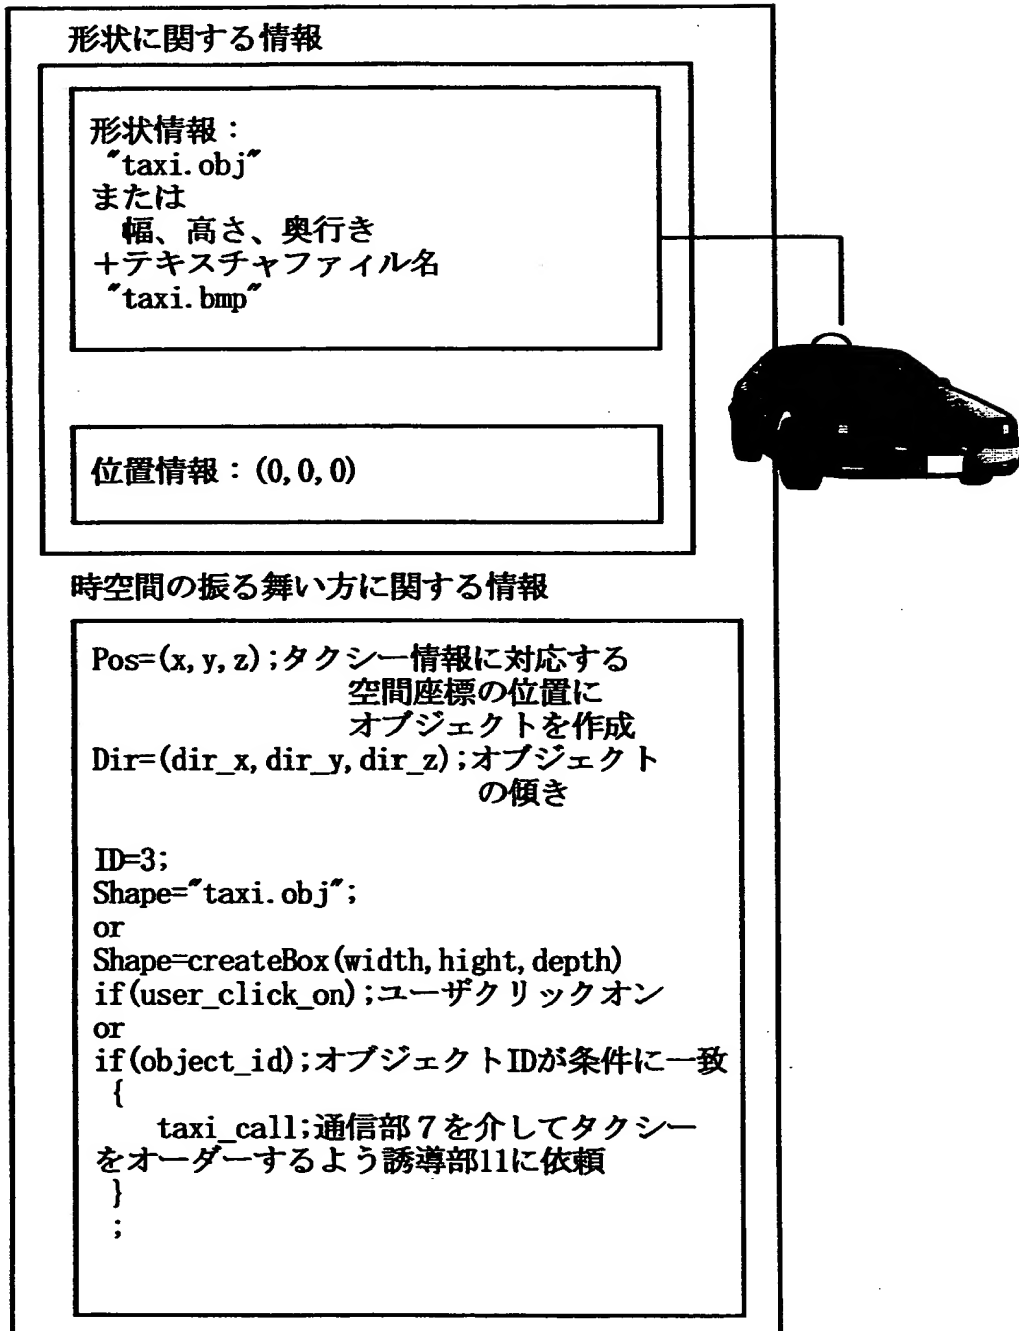 形状に関する情報
形状情報：
"taxi.obj"
または
幅、高さ、奥行き
＋テキスチャファィル名
"taxi.bmp"
位置情報：(0,0,0)
時空間の振る舞い方に関する情報
Pos=(x,y,z);タクシー情報に対応する
空間座標の位置に
オブジェクトを作成
Dir=(dir_x,dir_y,dir_z);オブジェクト
の傾き
ID=3;
Shape="taxi.obj";
or
Shape=createBox(width,hight,depth)
if(user_click_on);ユーザクリックオン
or
if(object_id);オブジェクトIDが条件に一致
{
taxi_call;通信部７を介してタクシー
をオーダーするよう誘導部11に依頼
}
;